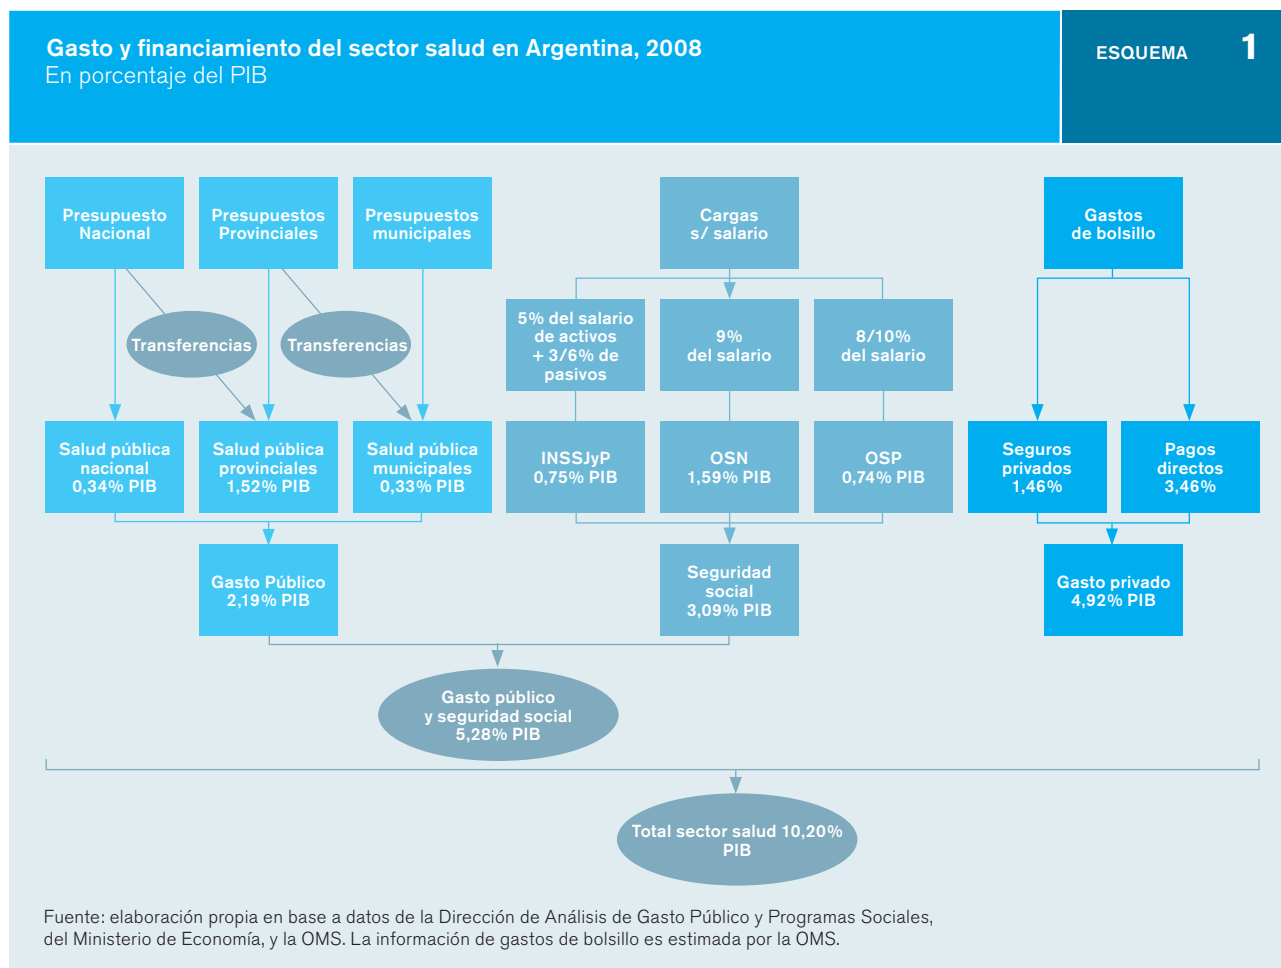 Gasto y financiamiento del sector salud en Argentina, 2008
En porcentaje del PIB
ESQUEMA 1
Presupuesto
Nacional
Presupuestos
Provinciales
Presupuestos
municipales
Cargas
s/ salario
Gastos
de bolsillo
Transferencias
Transferencias
5% del salario
de activos
+ 3/6% de
pasivos
9%
del salario
8/10%
del salario
Salud pública
nacional
0,34% PIB
Salud pública
provinciales
1,52% PIB
Salud pública
municipales
0,33% PIB
INSSJyP
0,75% PIB
OSN
1,59% PIB
OSP
0,74% PIB
Seguros
privados
1,46%
Pagos
directos
3,46%
Gasto Público
2,19% PIB
Seguridad
social
3,09% PIB
Gasto privado
4,92% PIB
Gasto público
y seguridad social
5,28% PIB
Total sector salud 10,20%
PIB
Fuente: elaboración propia en base a datos de la Dirección de Análisis de Gasto Público y Programas Sociales,
del Ministerio de Economía, y la OMS. La información de gastos de bolsillo es estimada por la OMS.